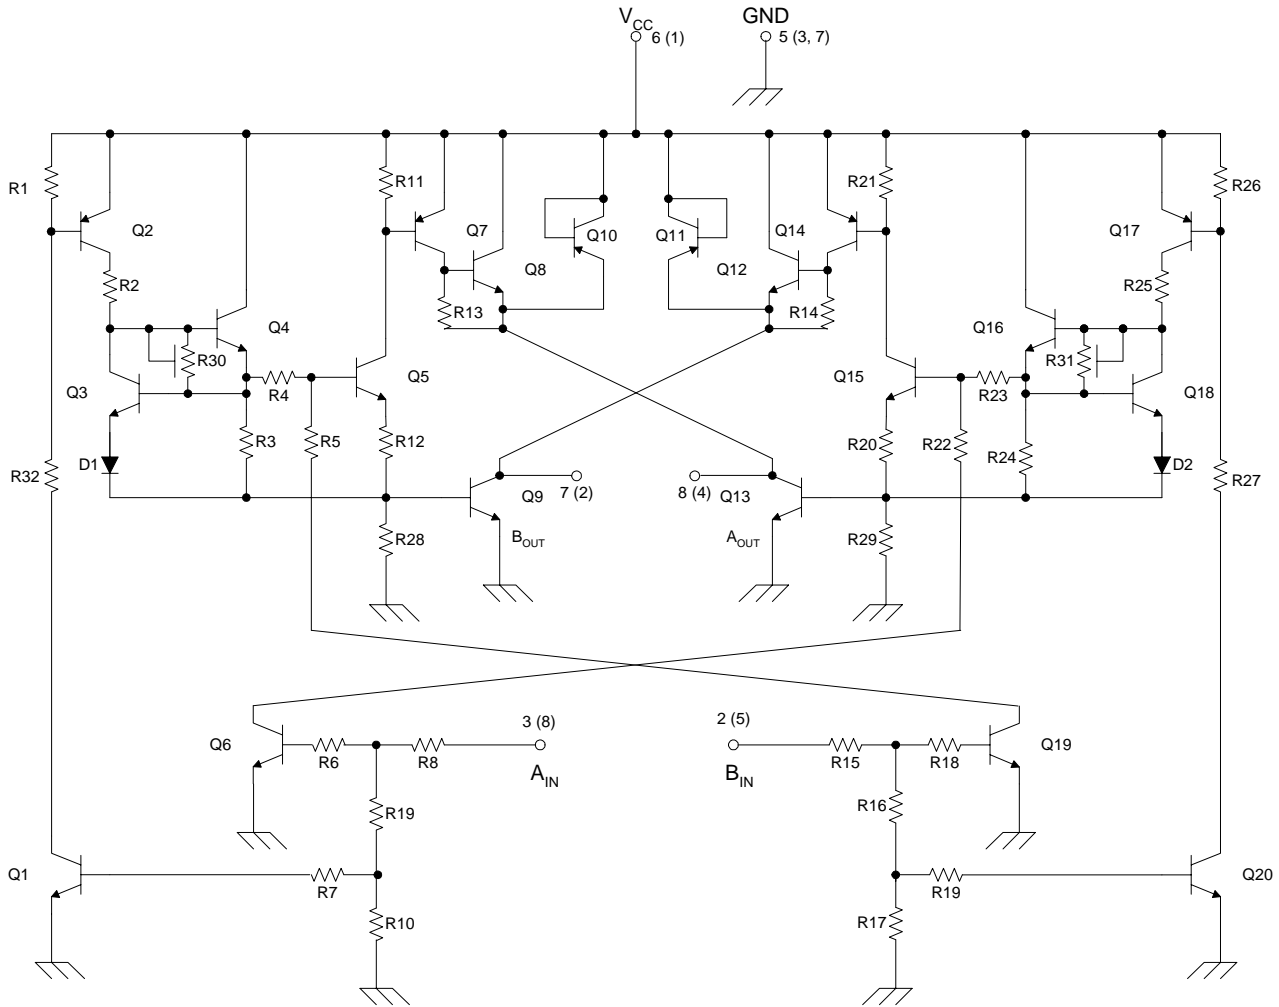 VCC
6 (1)
GND
5 (3, 7)
R1
R11
R21
R26
Q2
Q7
Q10
Q11
Q14
Q17
R2
Q8
Q12
R25
R13
R14
Q4
Q16
R30
R31
Q3
R4
Q5
Q15
R23
Q18
D1
R3
R5
R12
R20
R22
R24
D2
R32
R27
Q9
7 (2)
8 (4)
Q13
R28
BOUT
AOUT
R29
3 (8)
2 (5)
Q6
R6
R8
AIN
BIN
R15
R18
Q19
R19
R16
Q1
R7
R19
Q20
R10
R17